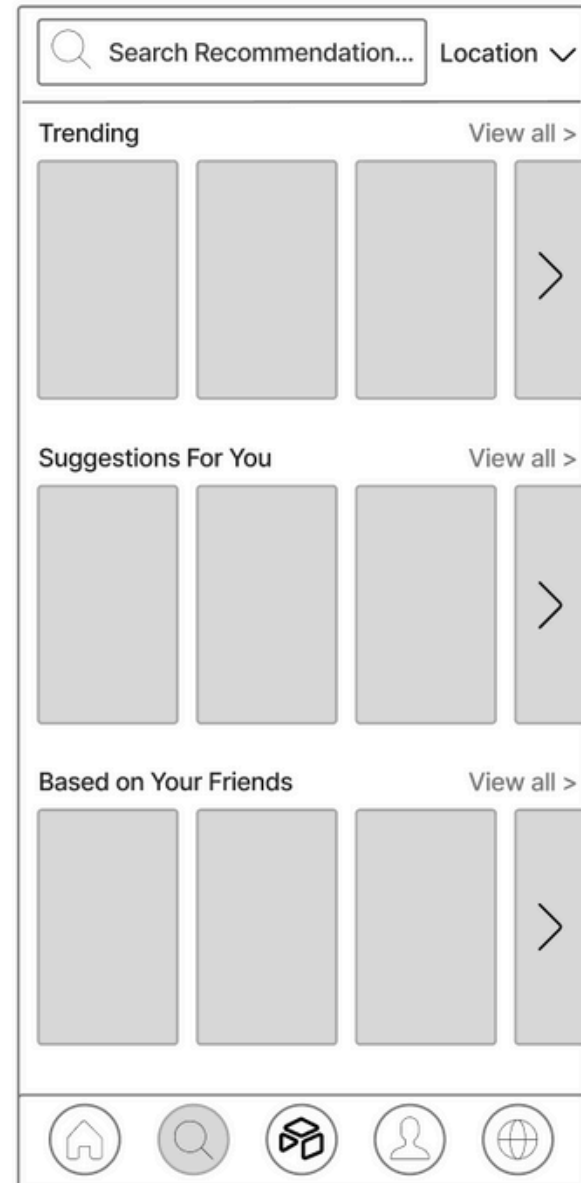 Search Recommendation... Location
Trending View all >
Suggestions For You View all >
Based on Your Friends View all >